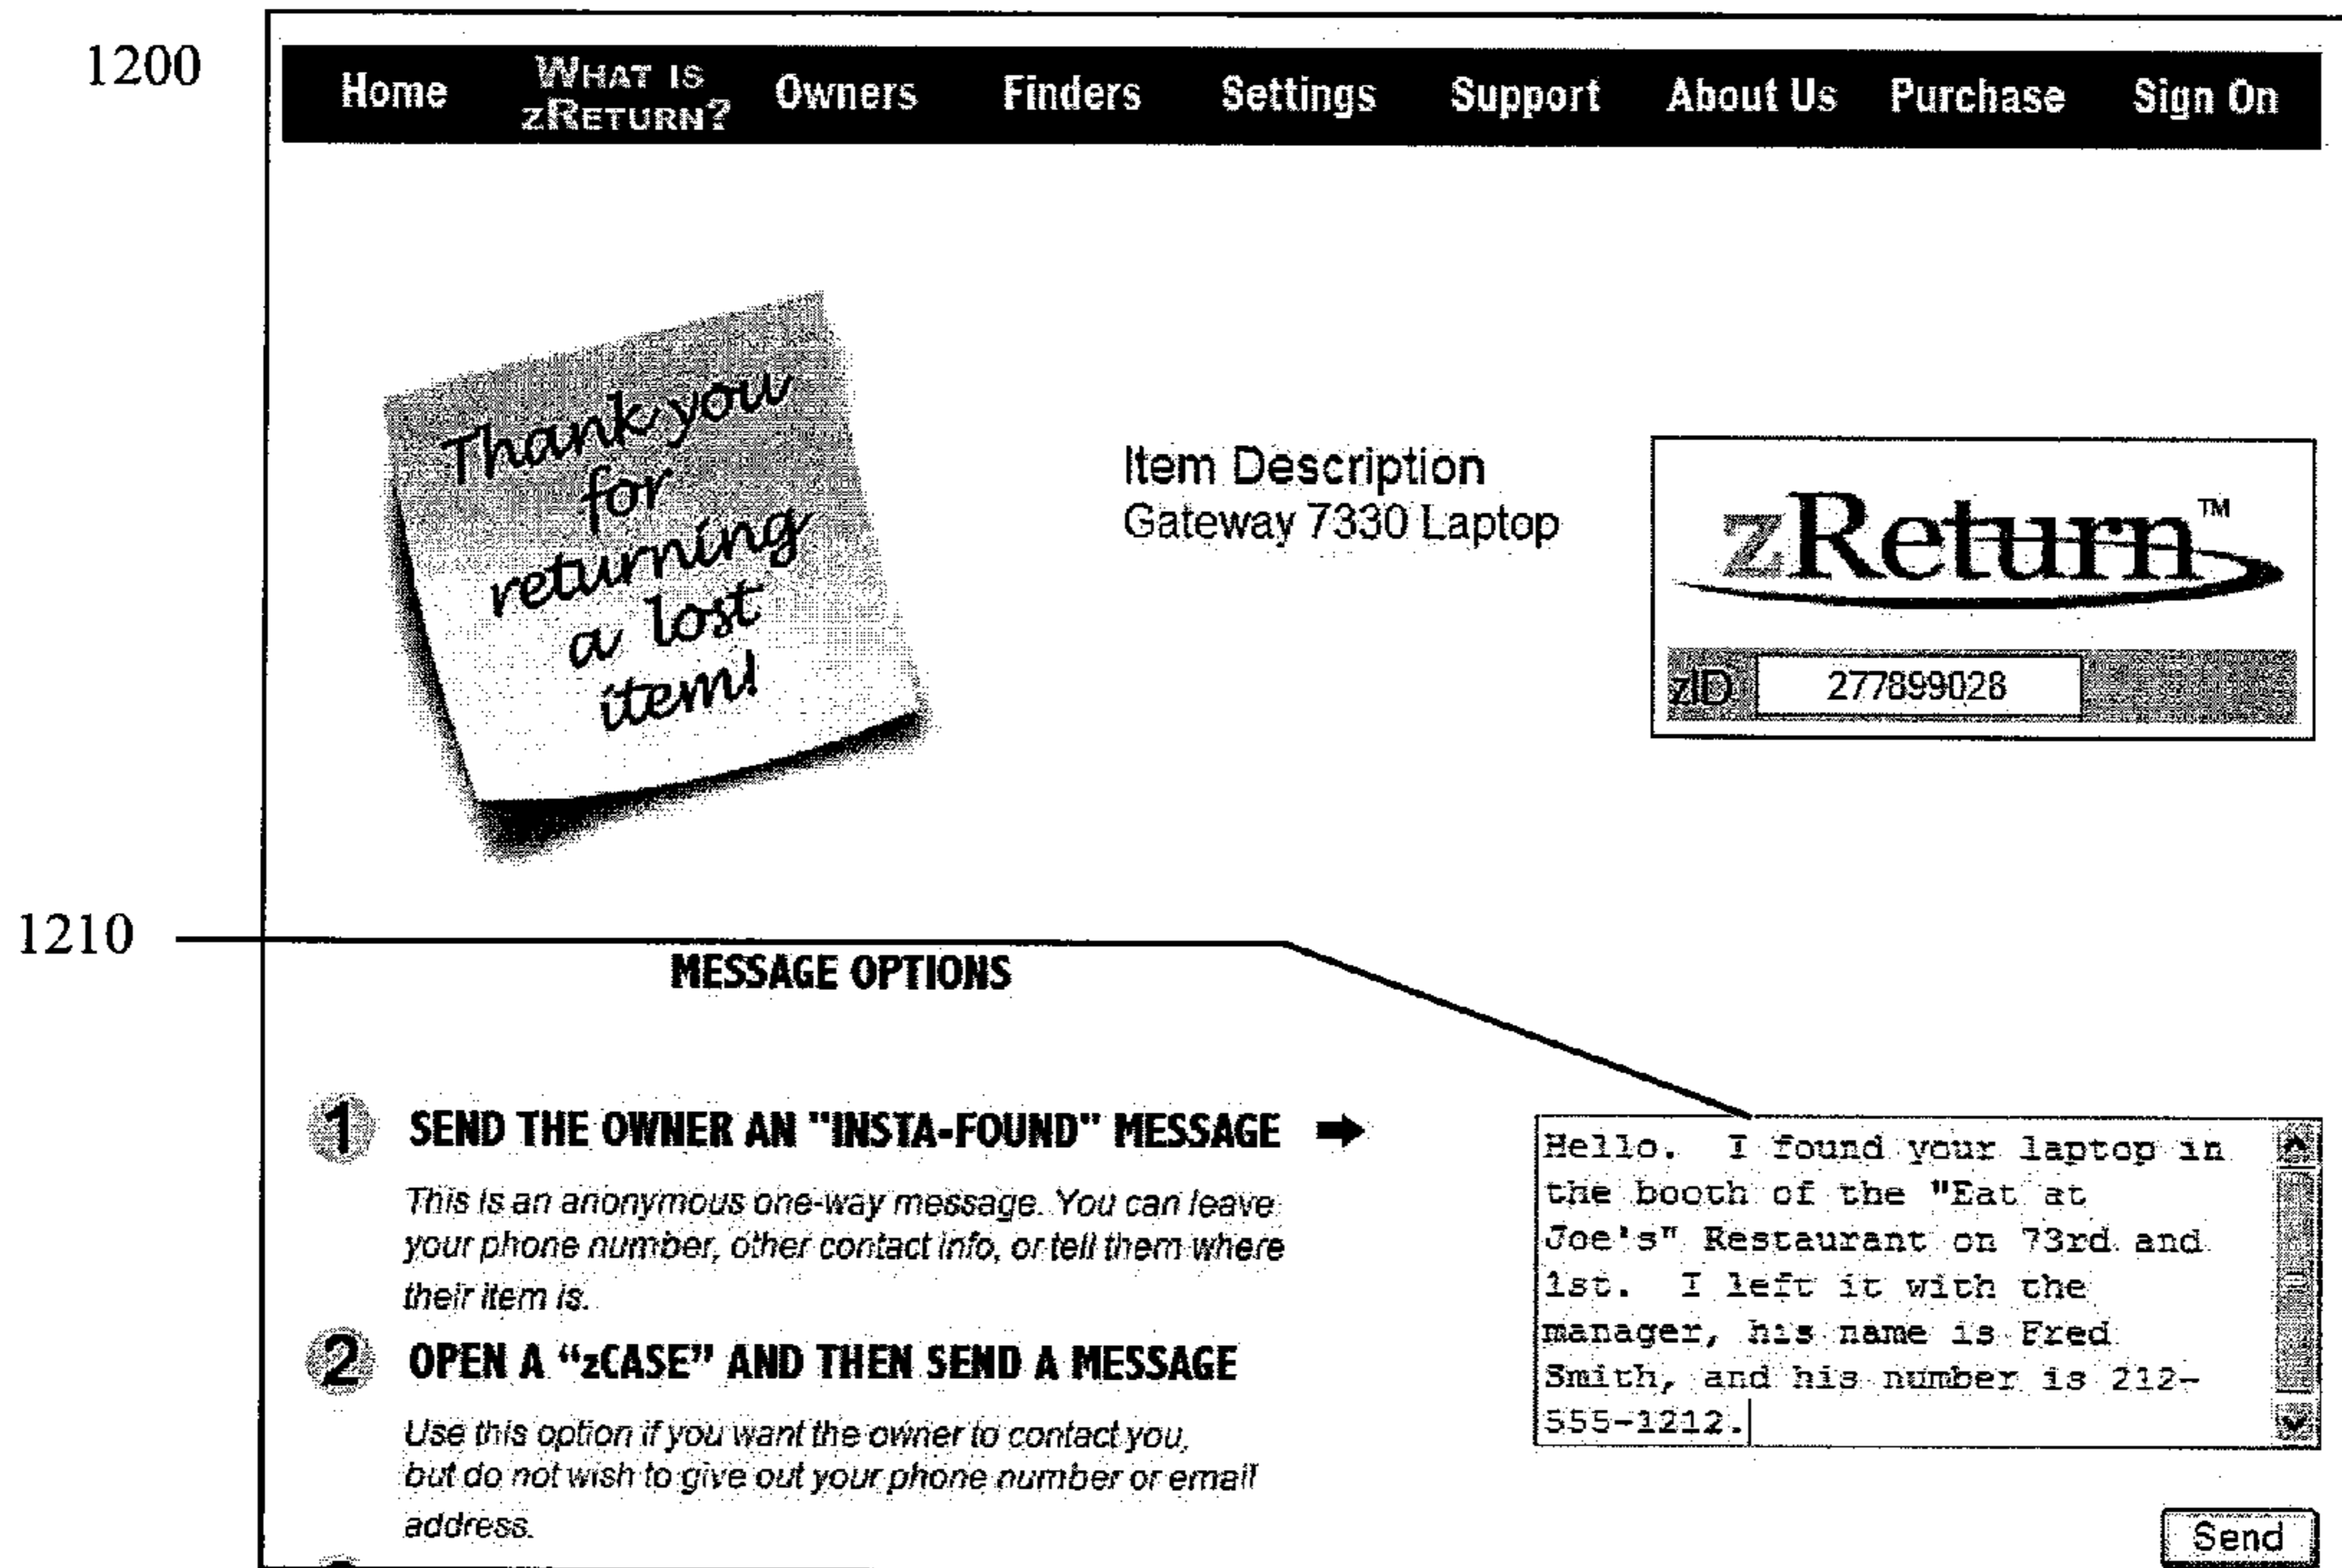 1200
Home WHAT IS ZRETURN? Owners Finders Settings Support About Us Purchase Sign On
Thank you
for
returning
a lost
item!
Item Description
Gateway 7330 Laptop
zReturn™
zID 277899028
1210
MESSAGE OPTIONS
1 SEND THE OWNER AN "INSTA-FOUND" MESSAGE
This is an anonymous one-way message. You can leave
your phone number, other contact info, or tell them where
their item is.
2 OPEN A “zCASE” AND THEN SEND A MESSAGE
Use this option if you want the owner to contact you,
but do not wish to give out your phone number or email
address.
Hello. I found your laptop in
the booth of the "Eat at
Joe's" Restaurant on 73rd and
1st. I left it with the
manager, his name is Fred
Smith, and his number is 212-
555-1212.
Send